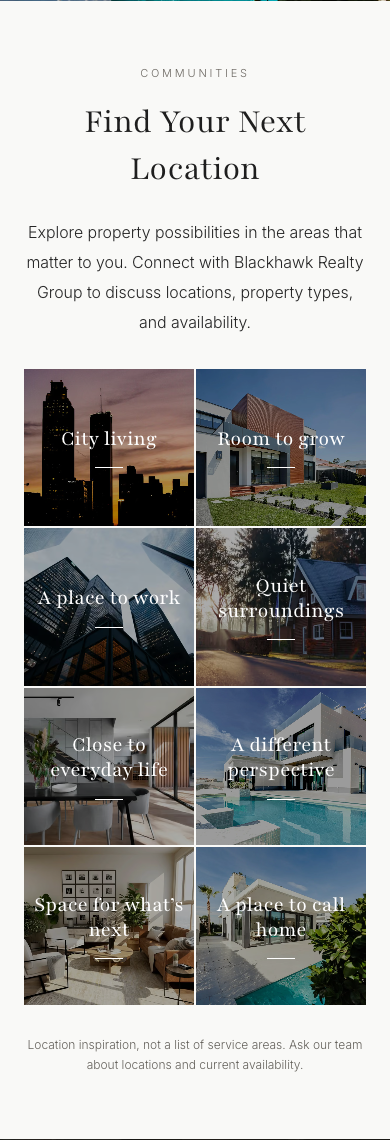 COMMUNITIES
Find Your Next
Location
Explore property possibilities in the areas that
matter to you. Connect with Blackhawk Realty
Group to discuss locations, property types,
and availability.
City living
Room to grow
A place to work
Quiet
surroundings
Close to
everyday life
A different
perspective
Space for what's
next
A place to call
home
Location inspiration, not a list of service areas. Ask our team
about locations and current availability.